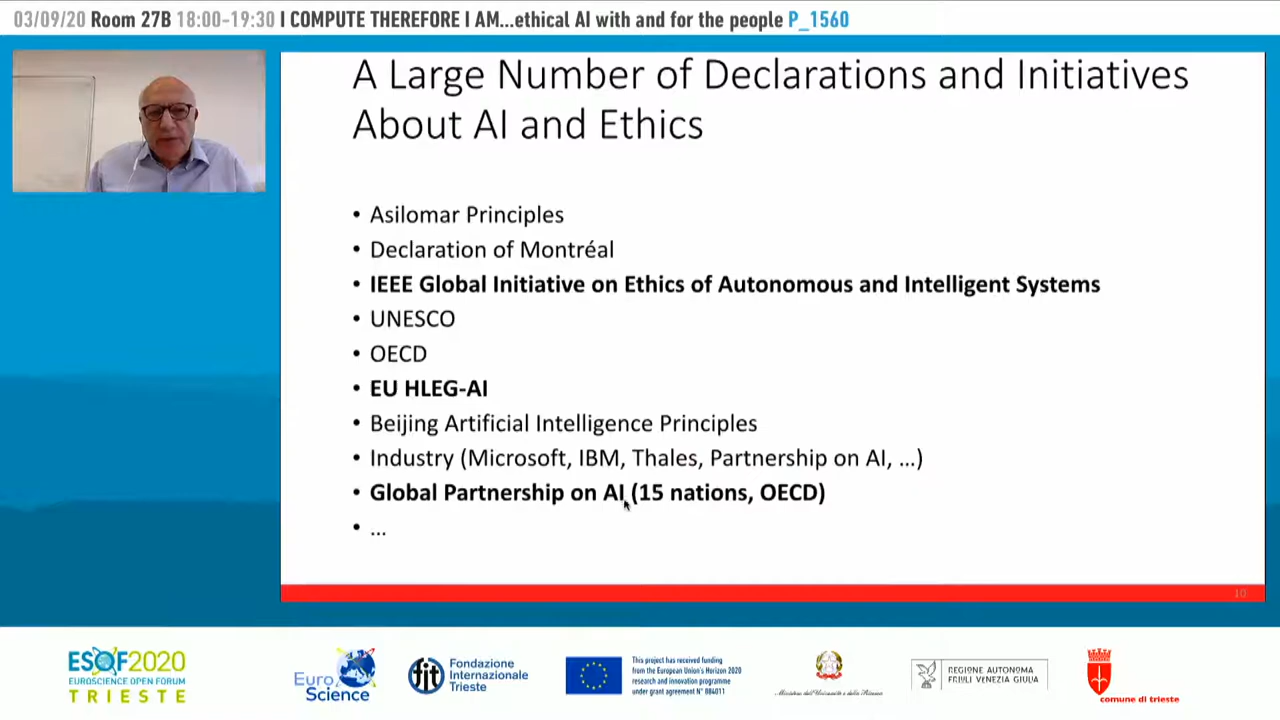 03/09/20 Room 27B 18:00-19:30 I COMPUTE THEREFORE I AM...ethical AI with and for the people P_1560
A Large Number of Declarations and Initiatives
About AI and Ethics
• Asilomar Principles
• Declaration of Montréal
• IEEE Global Initiative on Ethics of Autonomous and Intelligent Systems
• UNESCO
• OECD
• EU HLEG-AI
• Beijing Artificial Intelligence Principles
• Industry (Microsoft, IBM, Thales, Partnership on AI, ...)
• Global Partnership on AI (15 nations, OECD)
• ...
10
ESOF2020
EUROSCIENCE OPEN FORUM
TRIESTE
Euro
Science
fit
Fondazione
Internazionale
Trieste
This project has received funding
from the European Union's Horizon 2020
research and innovation programme
under grant agreement N° 884011
Ministero dell'Università e della Ricerca
REGIONE AUTONOMA
FRIULI VENEZIA GIULIA
comune di trieste